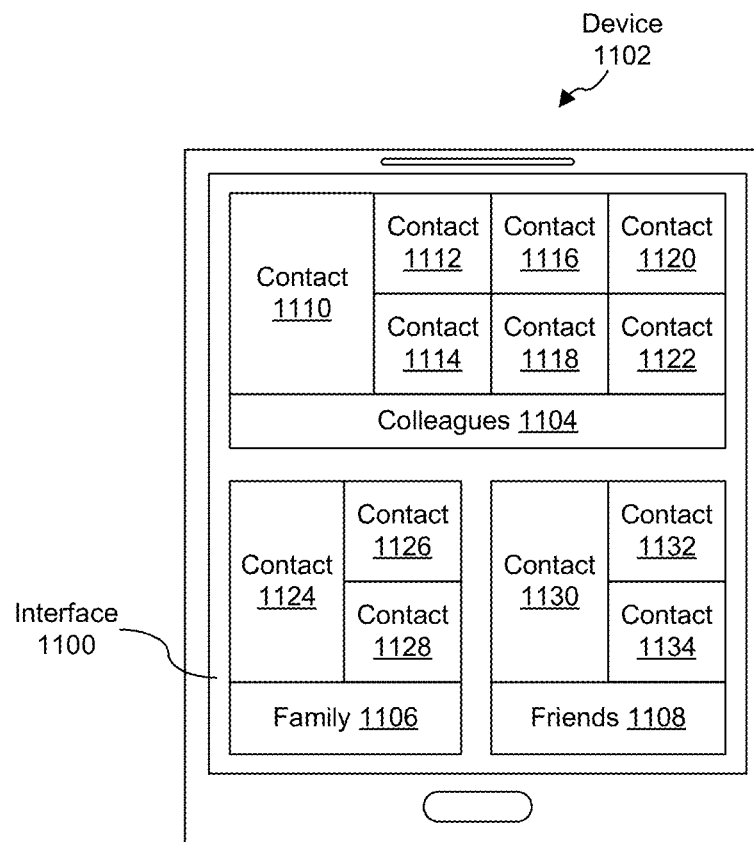 Device
1102
Contact
1110
Contact
1112
Contact
1116
Contact
1120
Contact
1114
Contact
1118
Contact
1122
Colleagues 1104
Contact
1124
Contact
1126
Contact
1128
Family 1106
Contact
1130
Contact
1132
Contact
1134
Friends 1108
Interface
1100